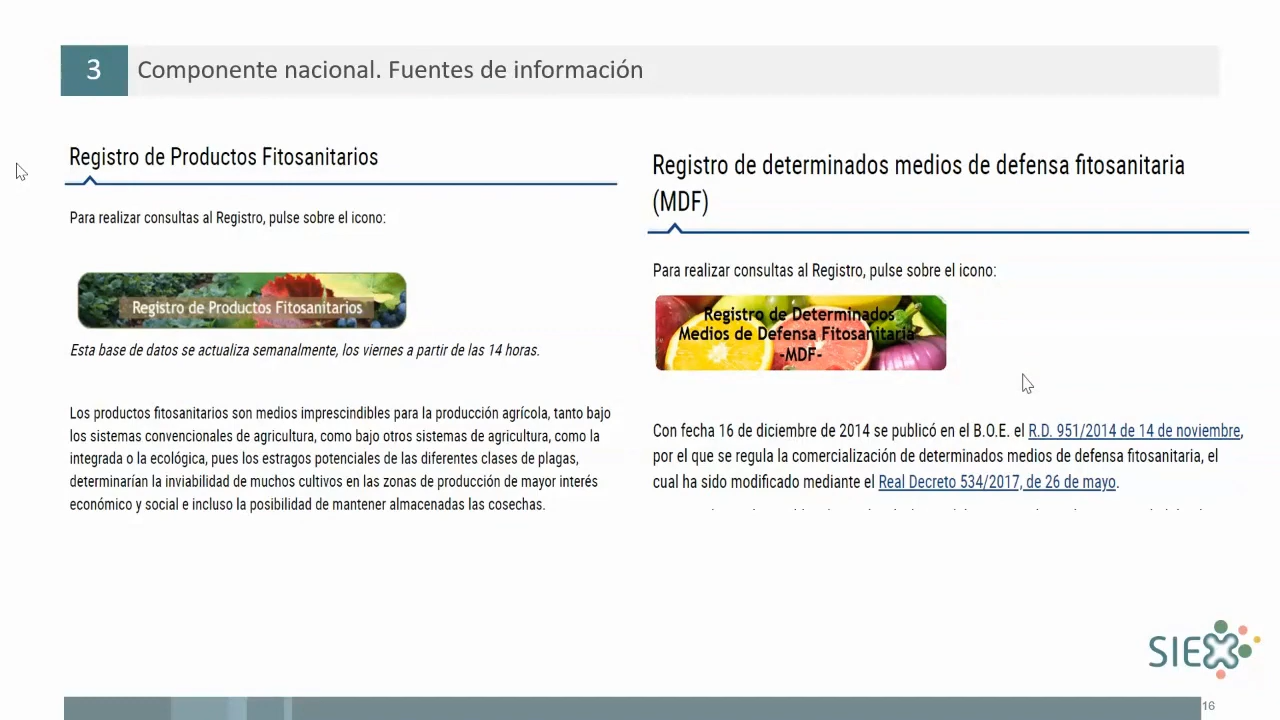 3
Componente nacional. Fuentes de información
Registro de Productos Fitosanitarios
Para realizar consultas al Registro, pulse sobre el icono:
Registro de Productos Fitosanitarios
Esta base de datos se actualiza semanalmente, los viernes a partir de las 14 horas.
Los productos fitosanitarios son medios imprescindibles para la producción agrícola, tanto bajo
los sistemas convencionales de agricultura, como bajo otros sistemas de agricultura, como la
integrada o la ecológica, pues los estragos potenciales de las diferentes clases de plagas,
determinarían la inviabilidad de muchos cultivos en las zonas de producción de mayor interés
económico y social e incluso la posibilidad de mantener almacenadas las cosechas.
Registro de determinados medios de defensa fitosanitaria
(MDF)
Para realizar consultas al Registro, pulse sobre el icono:
Registro de Determinados
Medios de Defensa Fitosanitaria
-MDF-
Con fecha 16 de diciembre de 2014 se publicó en el B.O.E. el R.D. 951/2014 de 14 de noviembre,
por el que se regula la comercialización de determinados medios de defensa fitosanitaria, el
cual ha sido modificado mediante el Real Decreto 534/2017, de 26 de mayo.
SIEX
16